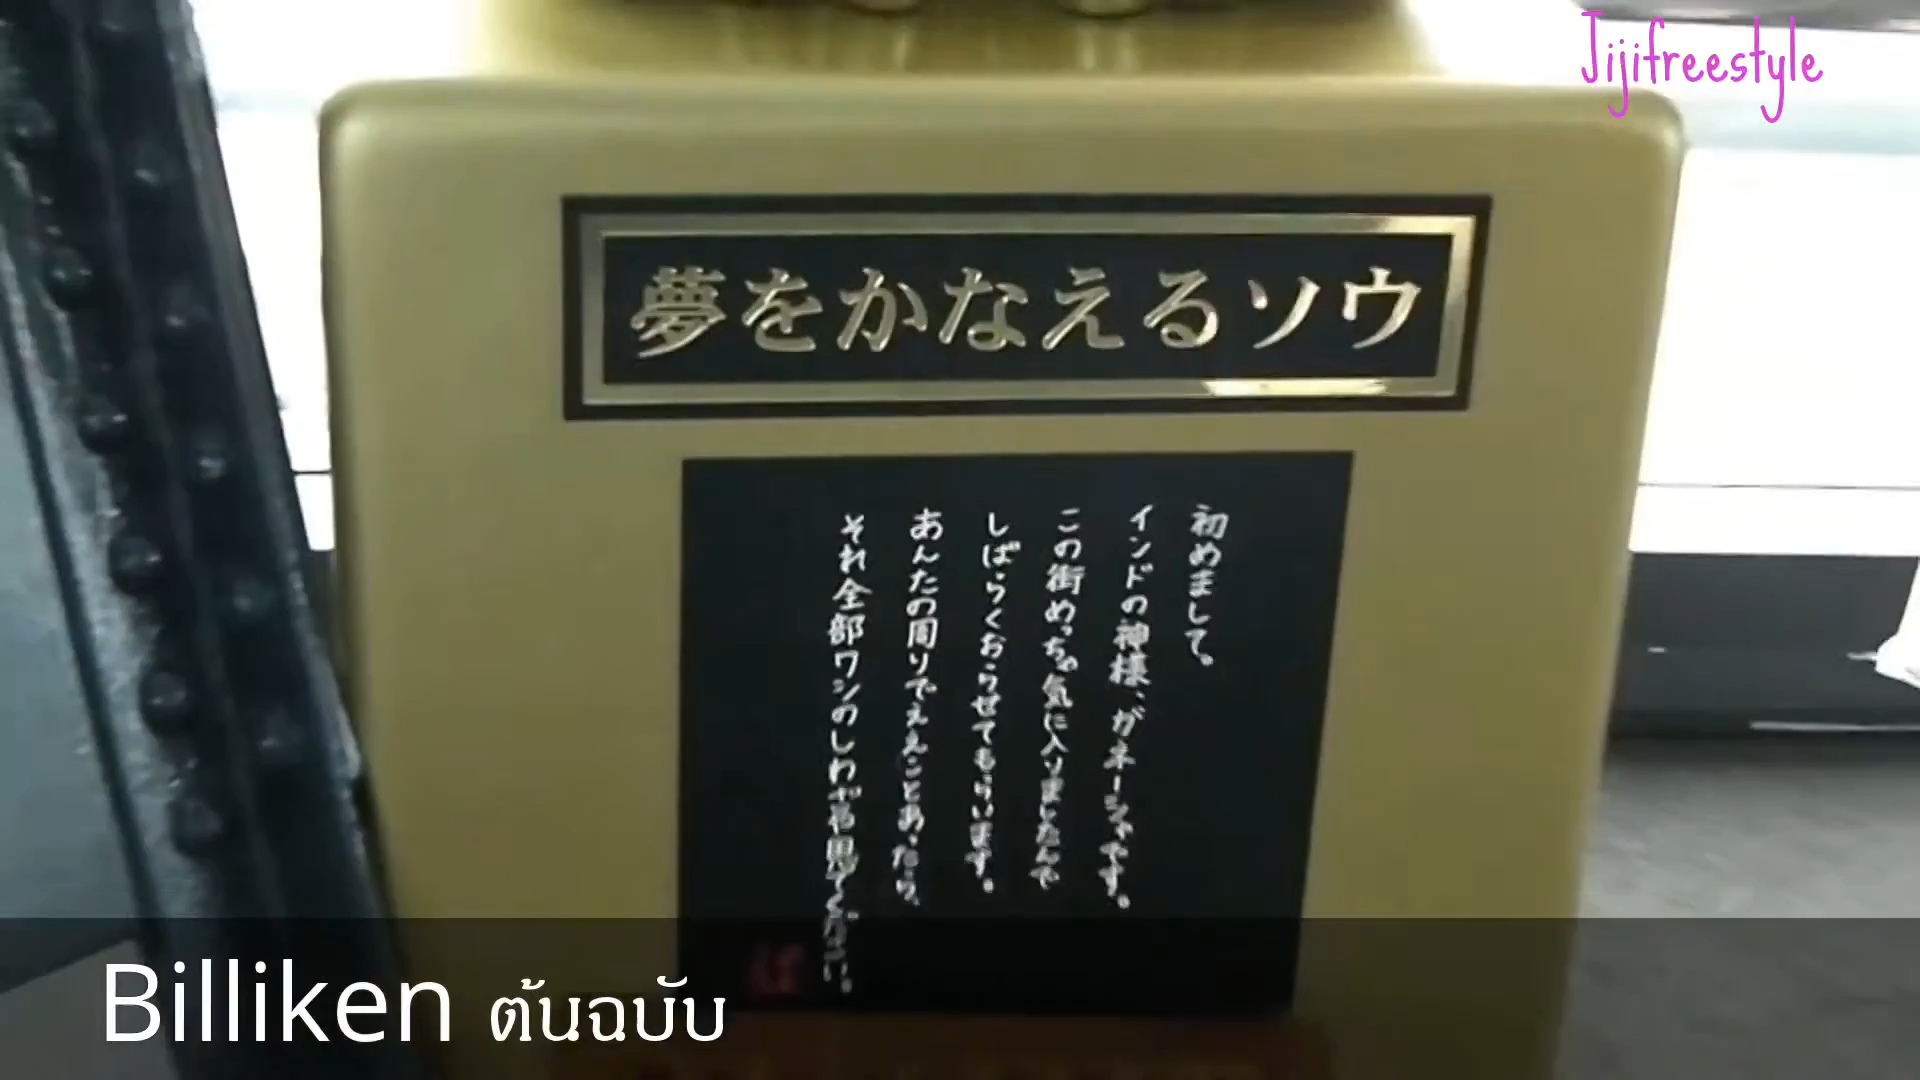 Jijifreestyle
夢をかなえるソウ
初めまして。
インドの神様、ガネーシャです。
この街めっちゃ気に入りましたんで
しばらくおらせてもらいます。
あんたの周りでええことあったら、
それ全部ワシのしわざや思てください。
Billiken ต้นฉบับ